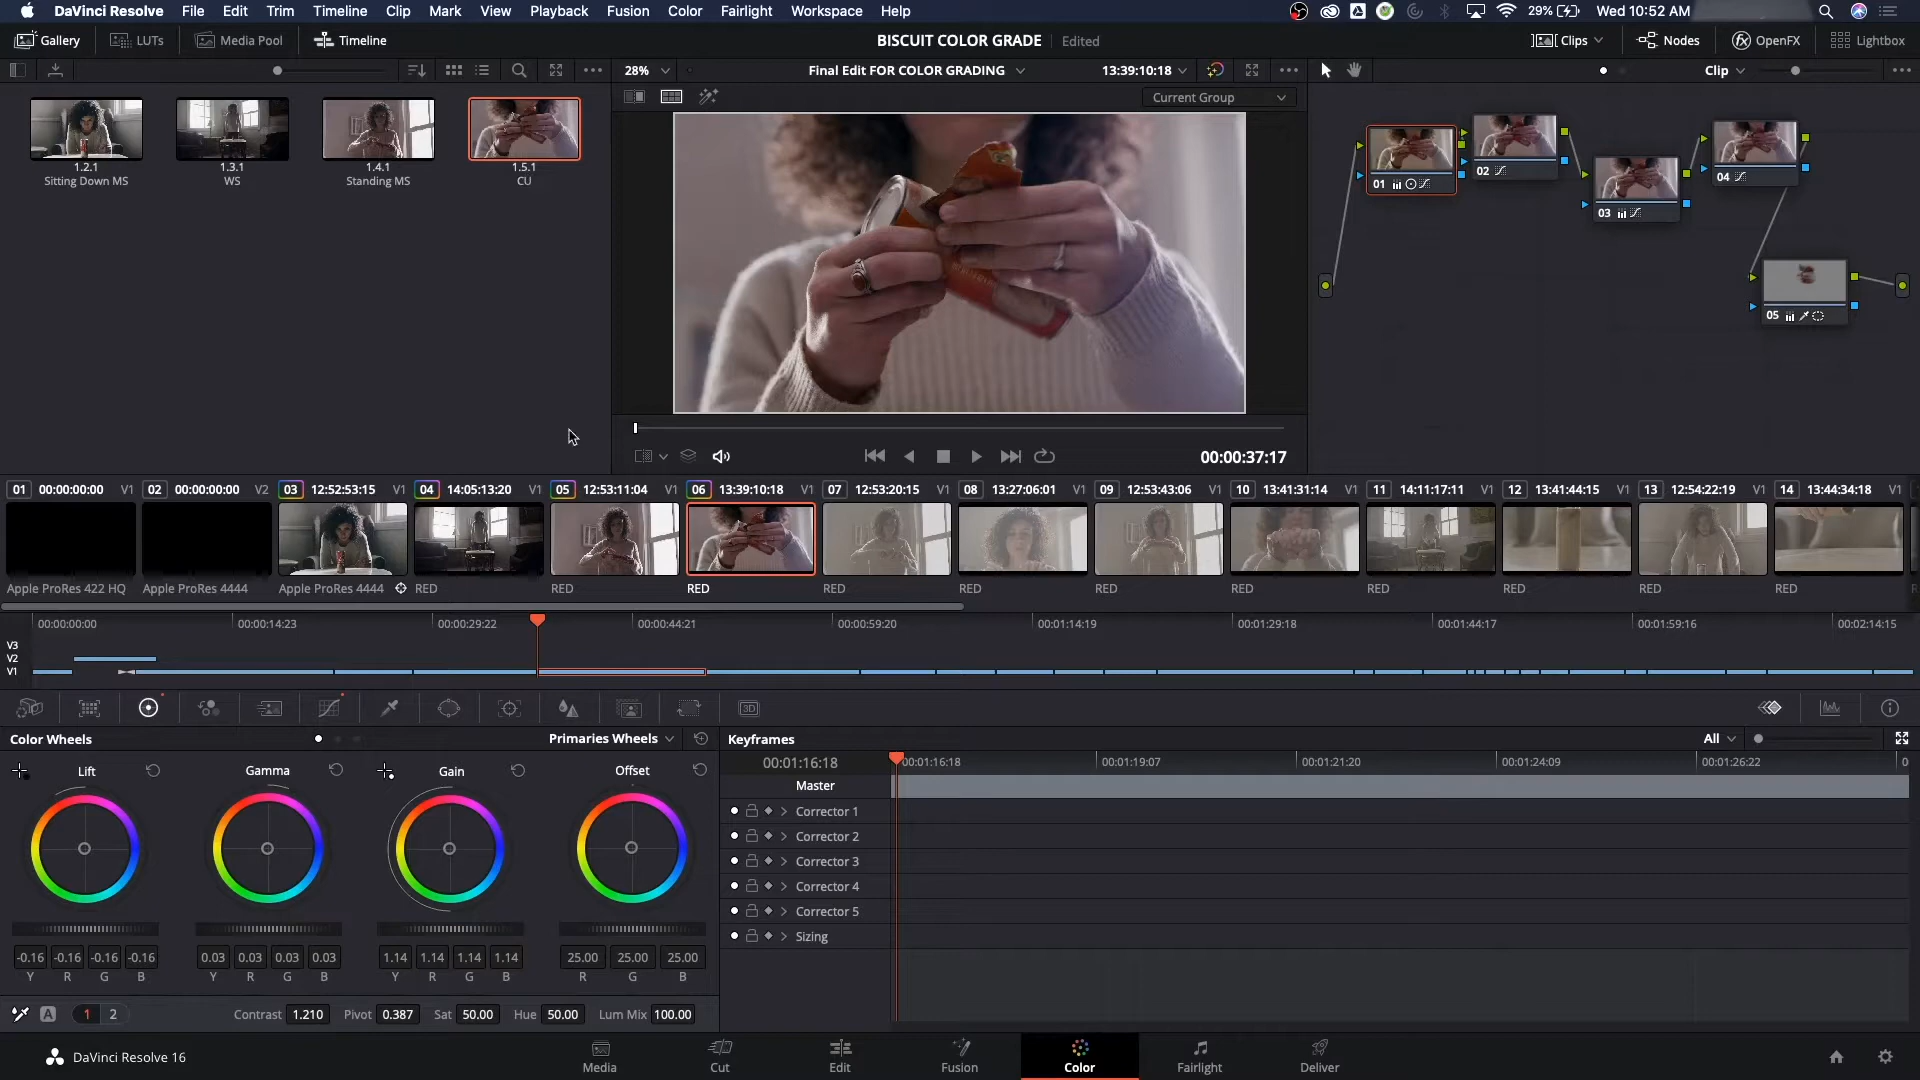 DaVinci Resolve File Edit Trim Timeline Clip Mark View Playback Fusion Color Fairlight Workspace Help 29% Wed 10:52 AM
Gallery LUTs Media Pool Timeline BISCUIT COLOR GRADE Edited Clips Nodes OpenFX Lightbox
28% Final Edit FOR COLOR GRADING 13:39:10:18 Clip
Current Group
1.2.1 1.3.1 1.4.1 1.5.1
Sitting Down MS WS Standing MS CU
01 02 03 04 05
00:00:37:17
01 00:00:00:00 V1 02 00:00:00:00 V2 03 12:52:53:15 V1 04 14:05:13:20 V1 05 12:53:11:04 V1 06 13:39:10:18 V1 07 12:53:20:15 V1 08 13:27:06:01 V1 09 12:53:43:06 V1 10 13:41:31:14 V1 11 14:11:17:11 V1 12 13:41:44:15 V1 13 12:54:22:19 V1 14 13:44:34:18 V1
Apple ProRes 422 HQ Apple ProRes 4444 Apple ProRes 4444 RED RED RED RED RED RED RED RED RED RED RED
00:00:00:00 00:00:14:23 00:00:29:22 00:00:44:21 00:00:59:20 00:01:14:19 00:01:29:18 00:01:44:17 00:01:59:16 00:02:14:15
V3
V2
V1
3D
Color Wheels Primaries Wheels Keyframes All
00:01:16:18 00:01:16:18 00:01:19:07 00:01:21:20 00:01:24:09 00:01:26:22 0
Lift Gamma Gain Offset
Master
Corrector 1
Corrector 2
Corrector 3
Corrector 4
Corrector 5
Sizing
-0.16 -0.16 -0.16 -0.16 0.03 0.03 0.03 0.03 1.14 1.14 1.14 1.14 25.00 25.00 25.00
Y R G B Y R G B Y R G B R G B
A 1 2 Contrast 1.210 Pivot 0.387 Sat 50.00 Hue 50.00 Lum Mix 100.00
DaVinci Resolve 16 Media Cut Edit Fusion Color Fairlight Deliver